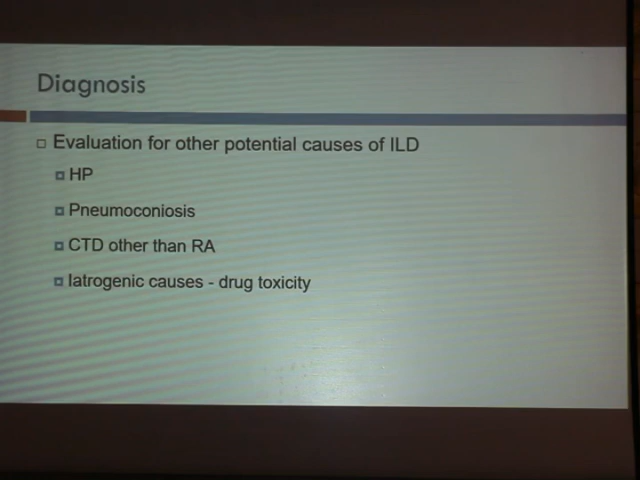 Diagnosis
Evaluation for other potential causes of ILD
HP
Pneumoconiosis
CTD other than RA
Iatrogenic causes - drug toxicity